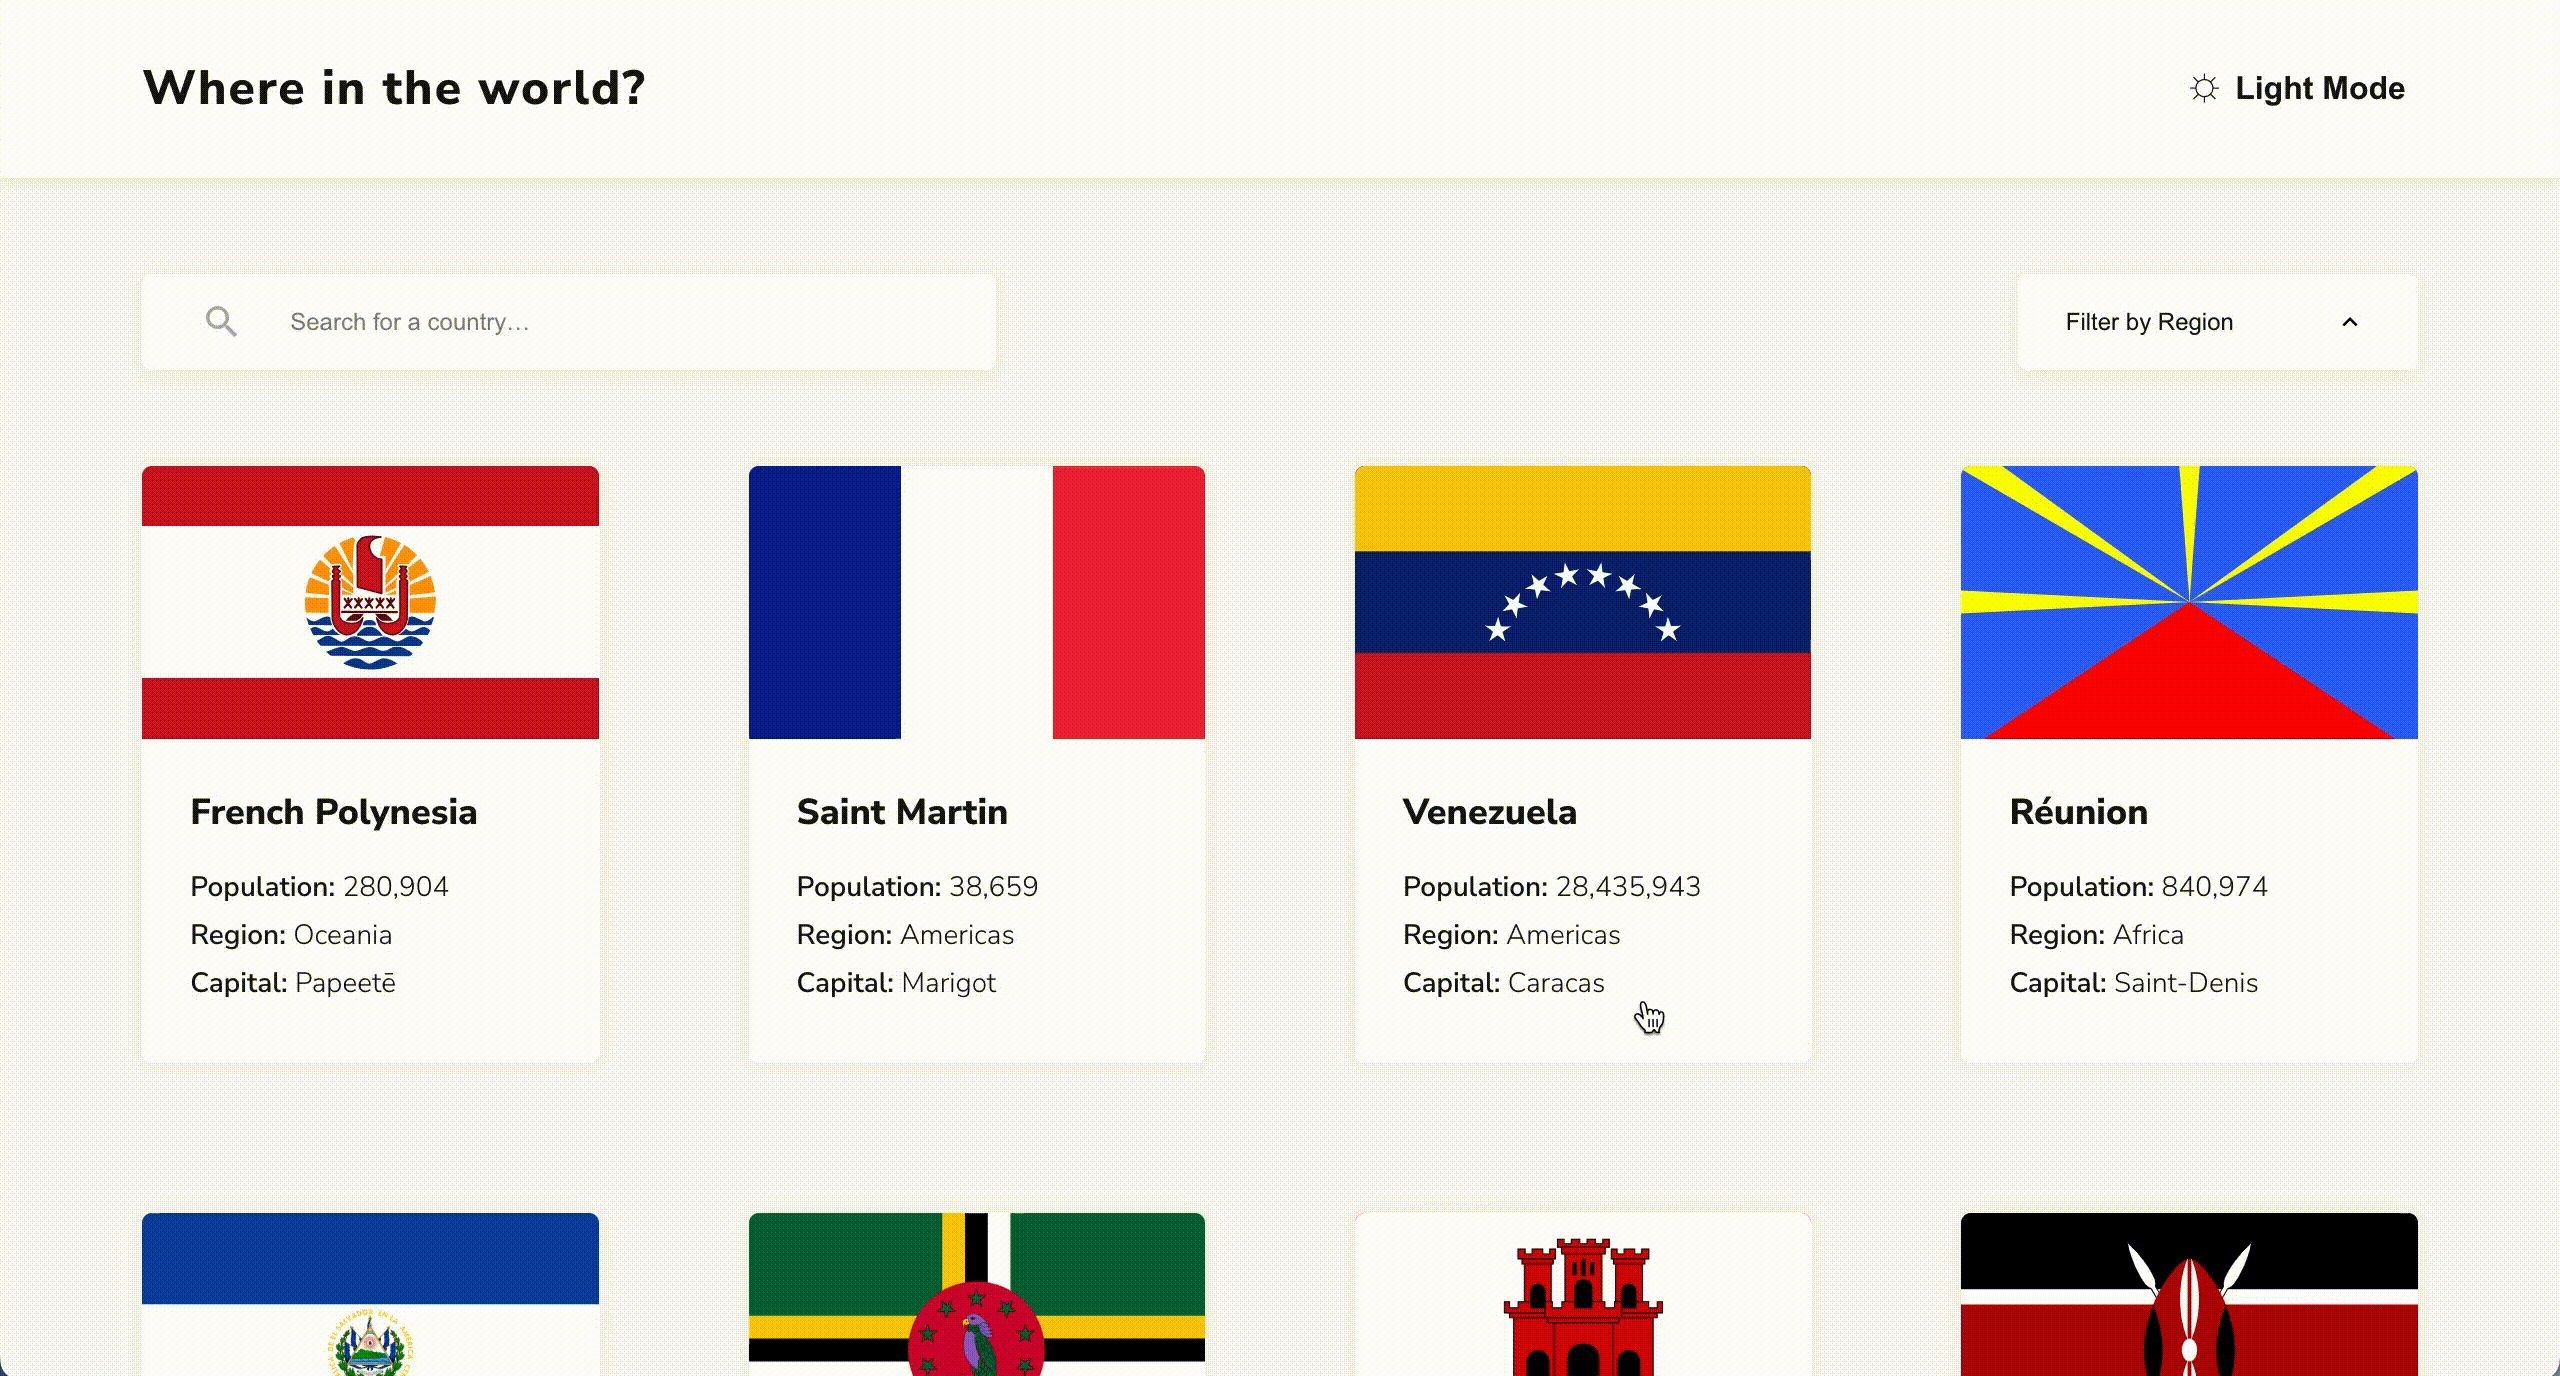 Where in the world?
Light Mode
Search for a country…
Filter by Region
French Polynesia
Population: 280,904
Region: Oceania
Capital: Papeetē
Saint Martin
Population: 38,659
Region: Americas
Capital: Marigot
Venezuela
Population: 28,435,943
Region: Americas
Capital: Caracas
Réunion
Population: 840,974
Region: Africa
Capital: Saint-Denis